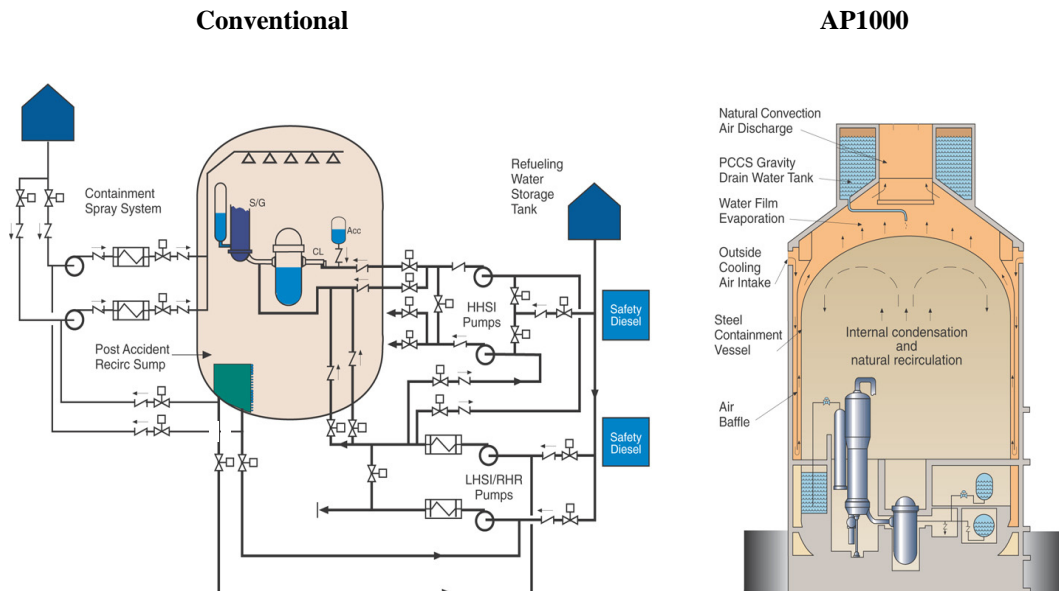 Conventional
AP1000
Containment
Spray System
S/G
Acc
CL
Refueling
Water
Storage
Tank
HHSI
Pumps
Safety
Diesel
Post Accident
Recirc Sump
Safety
Diesel
LHSI/RHR
Pumps
Natural Convection
Air Discharge
PCCS Gravity
Drain Water Tank
Water Film
Evaporation
Outside
Cooling
Air Intake
Steel
Containment
Vessel
Internal condensation
and
natural recirculation
Air
Baffle